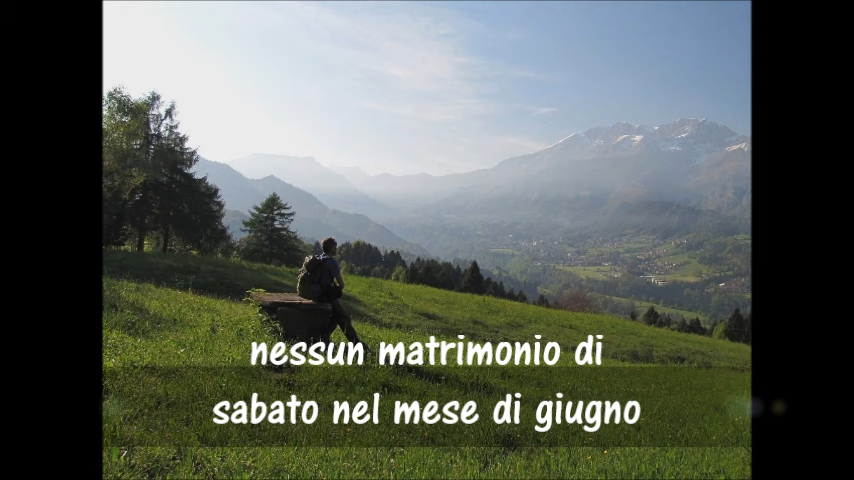 nessun matrimonio di
sabato nel mese di giugno